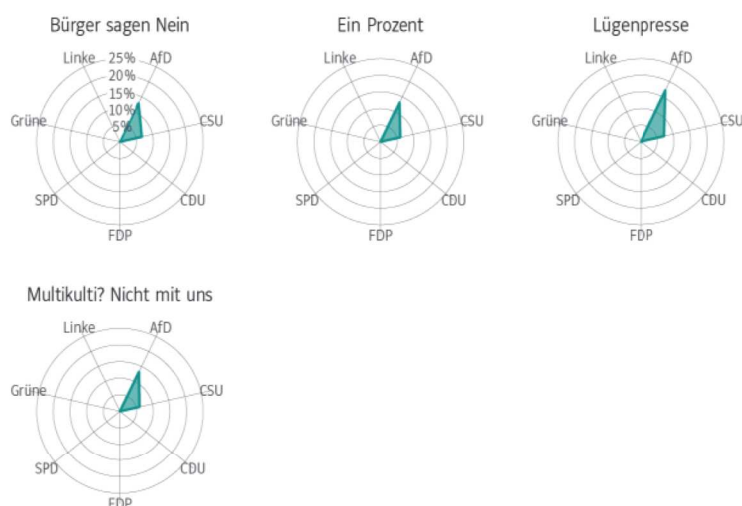 Bürger sagen Nein
Linke
25%
AfD
20%
15%
10%
5%
Grüne
CSU
SPD
CDU
FDP
Ein Prozent
Linke
AfD
Grüne
CSU
SPD
CDU
FDP
Lügenpresse
Linke
AfD
Grüne
CSU
SPD
CDU
FDP
Multikulti? Nicht mit uns
Linke
AfD
Grüne
CSU
SPD
CDU
FDP